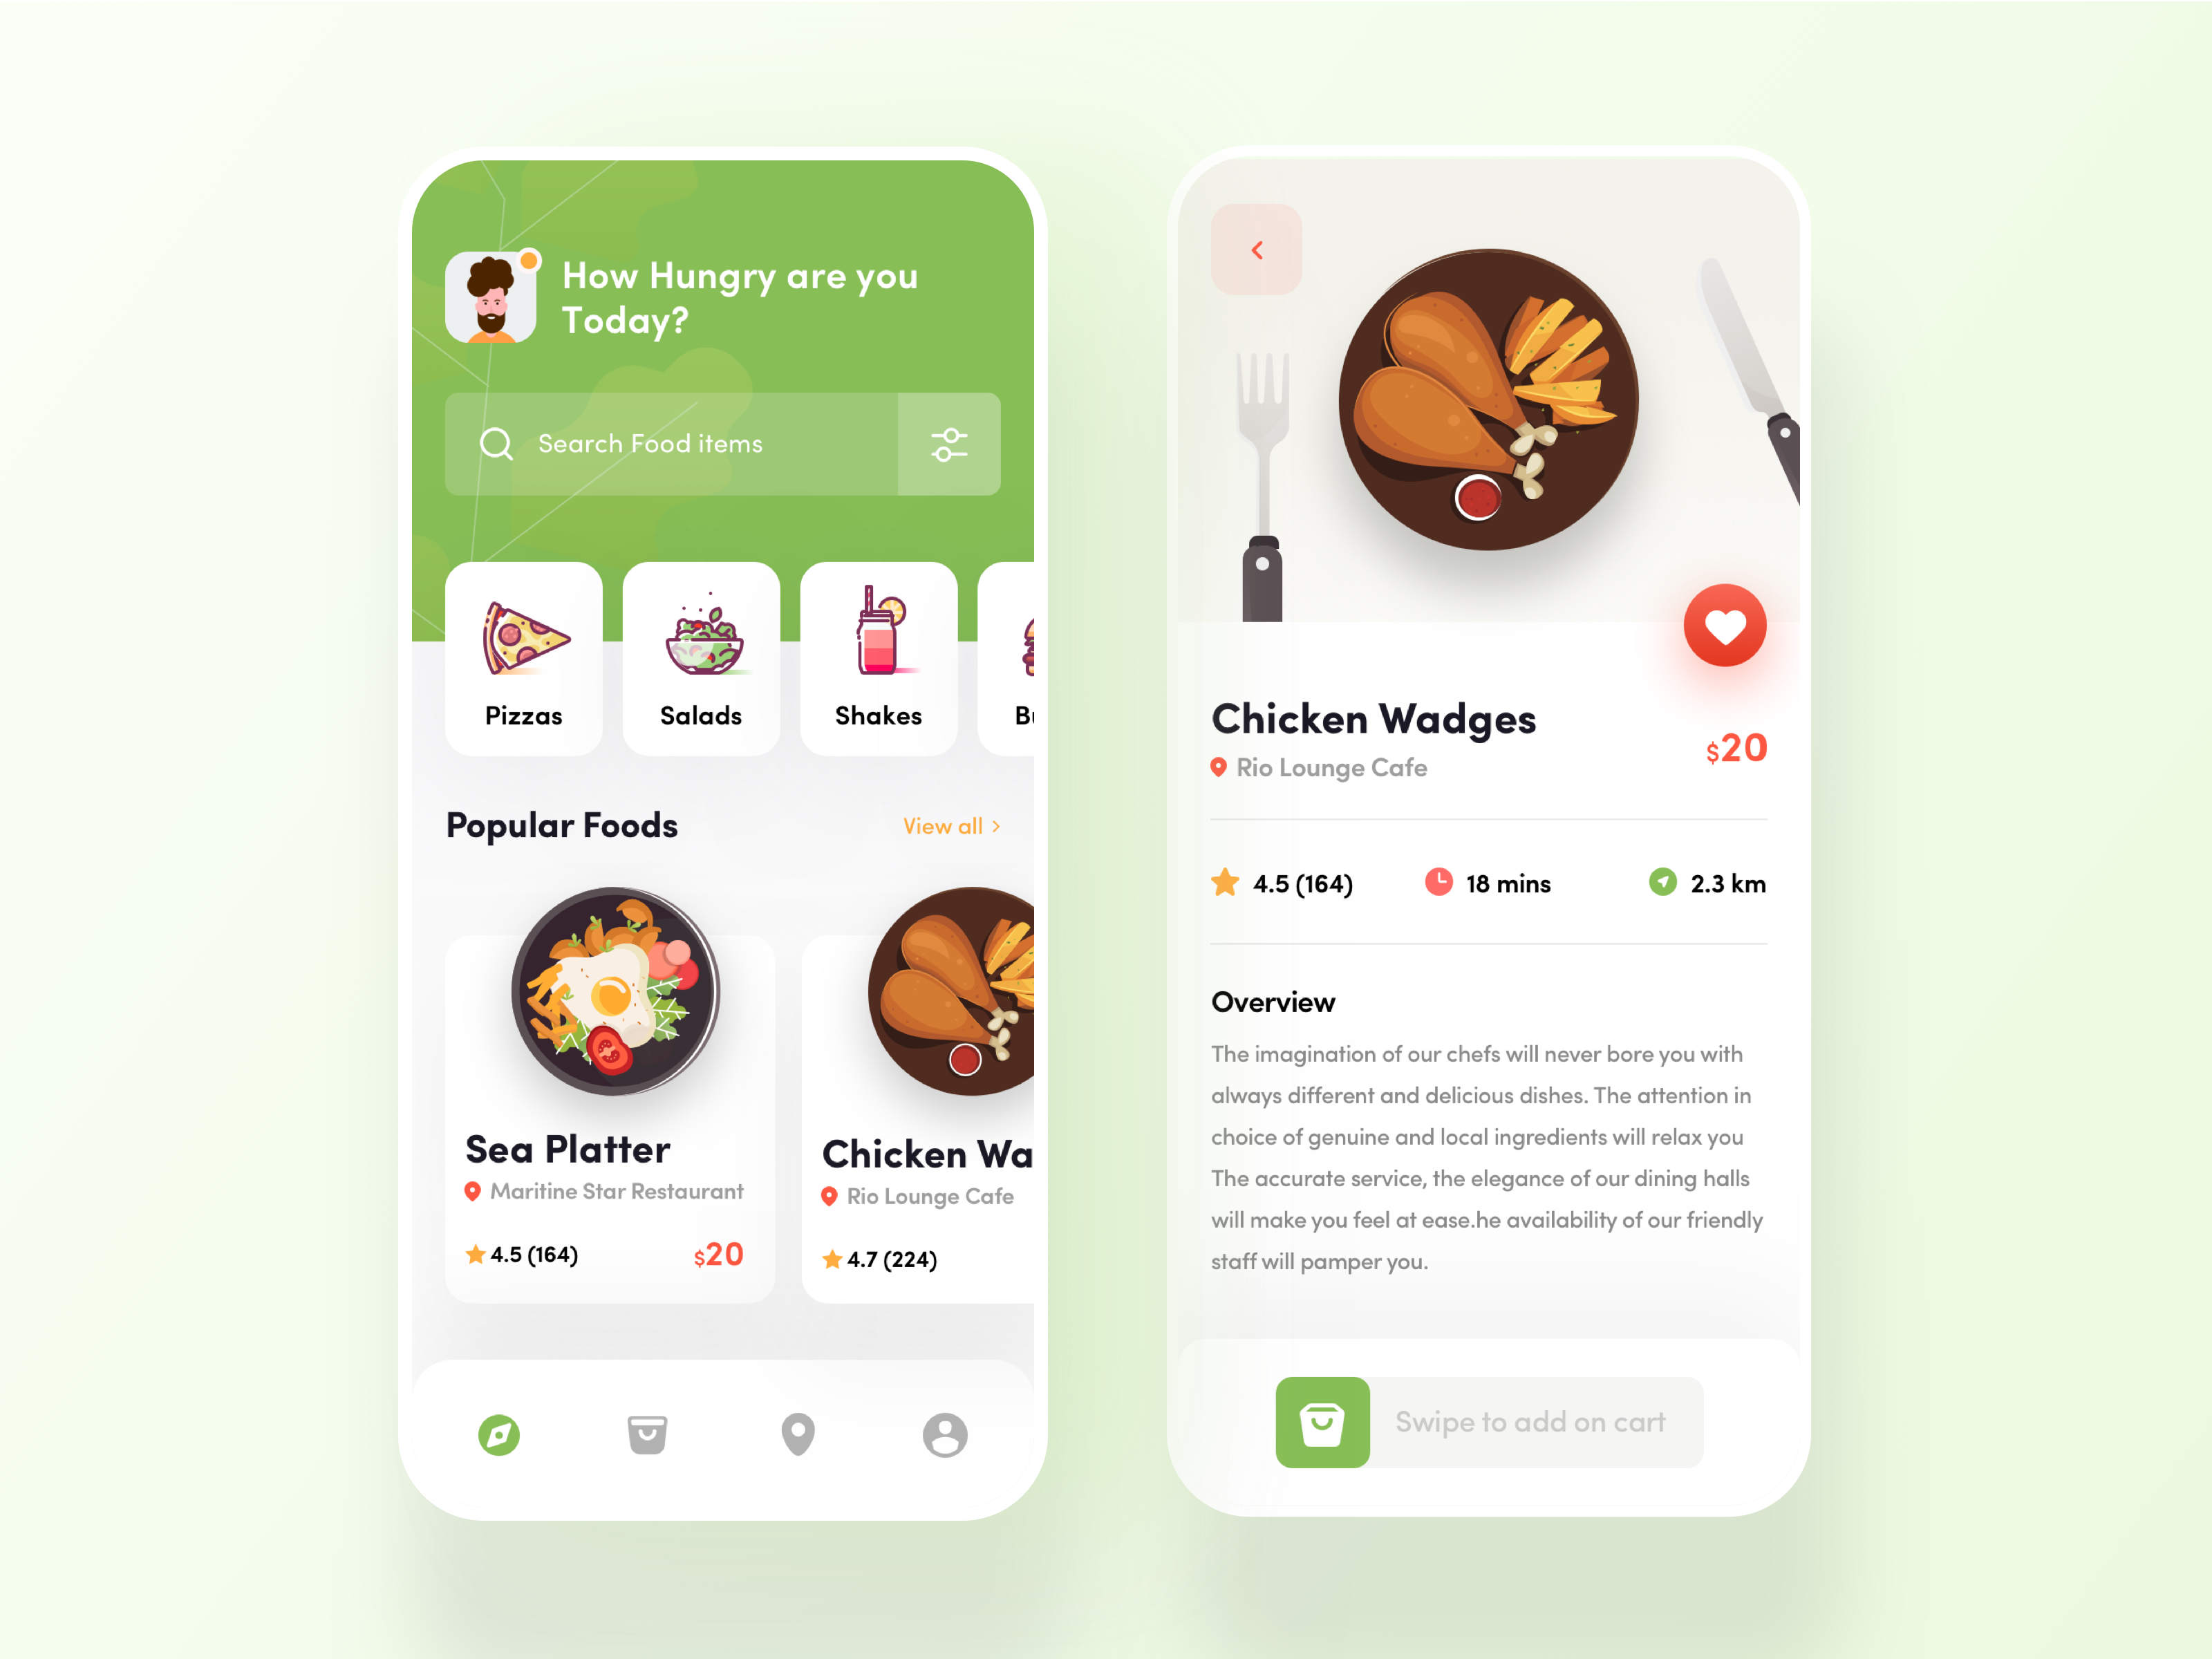 How Hungry are you
Today?
Search Food items
Pizzas
Salads
Shakes
Bu
Popular Foods
View all
Sea Platter
Maritine Star Restaurant
4.5 (164)
$20
Chicken Wa
Rio Lounge Cafe
4.7 (224)
Chicken Wadges
Rio Lounge Cafe
$20
4.5 (164)
18 mins
2.3 km
Overview
The imagination of our chefs will never bore you with
always different and delicious dishes. The attention in
choice of genuine and local ingredients will relax you
The accurate service, the elegance of our dining halls
will make you feel at ease.he availability of our friendly
staff will pamper you.
Swipe to add on cart